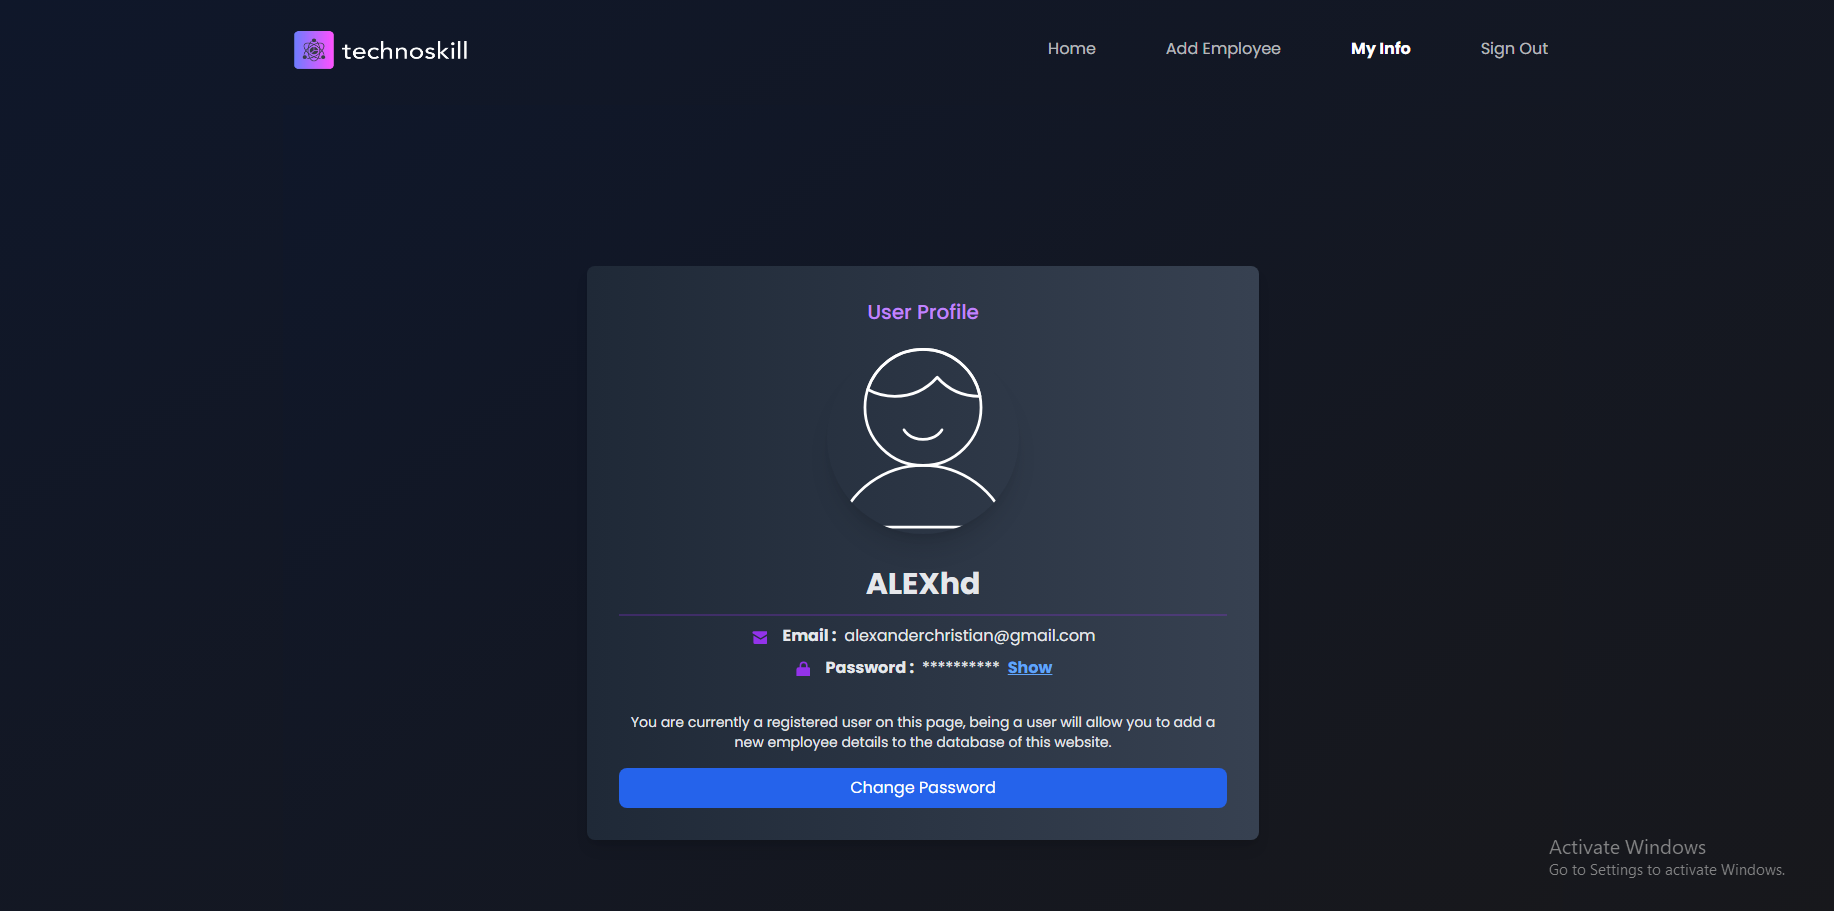 technoskill
Home
Add Employee
My Info
Sign Out
User Profile
ALEXhd
Email : alexanderchristian@gmail.com
Password : ********** Show
You are currently a registered user on this page, being a user will allow you to add a
new employee details to the database of this website.
Change Password
Activate Windows
Go to Settings to activate Windows.